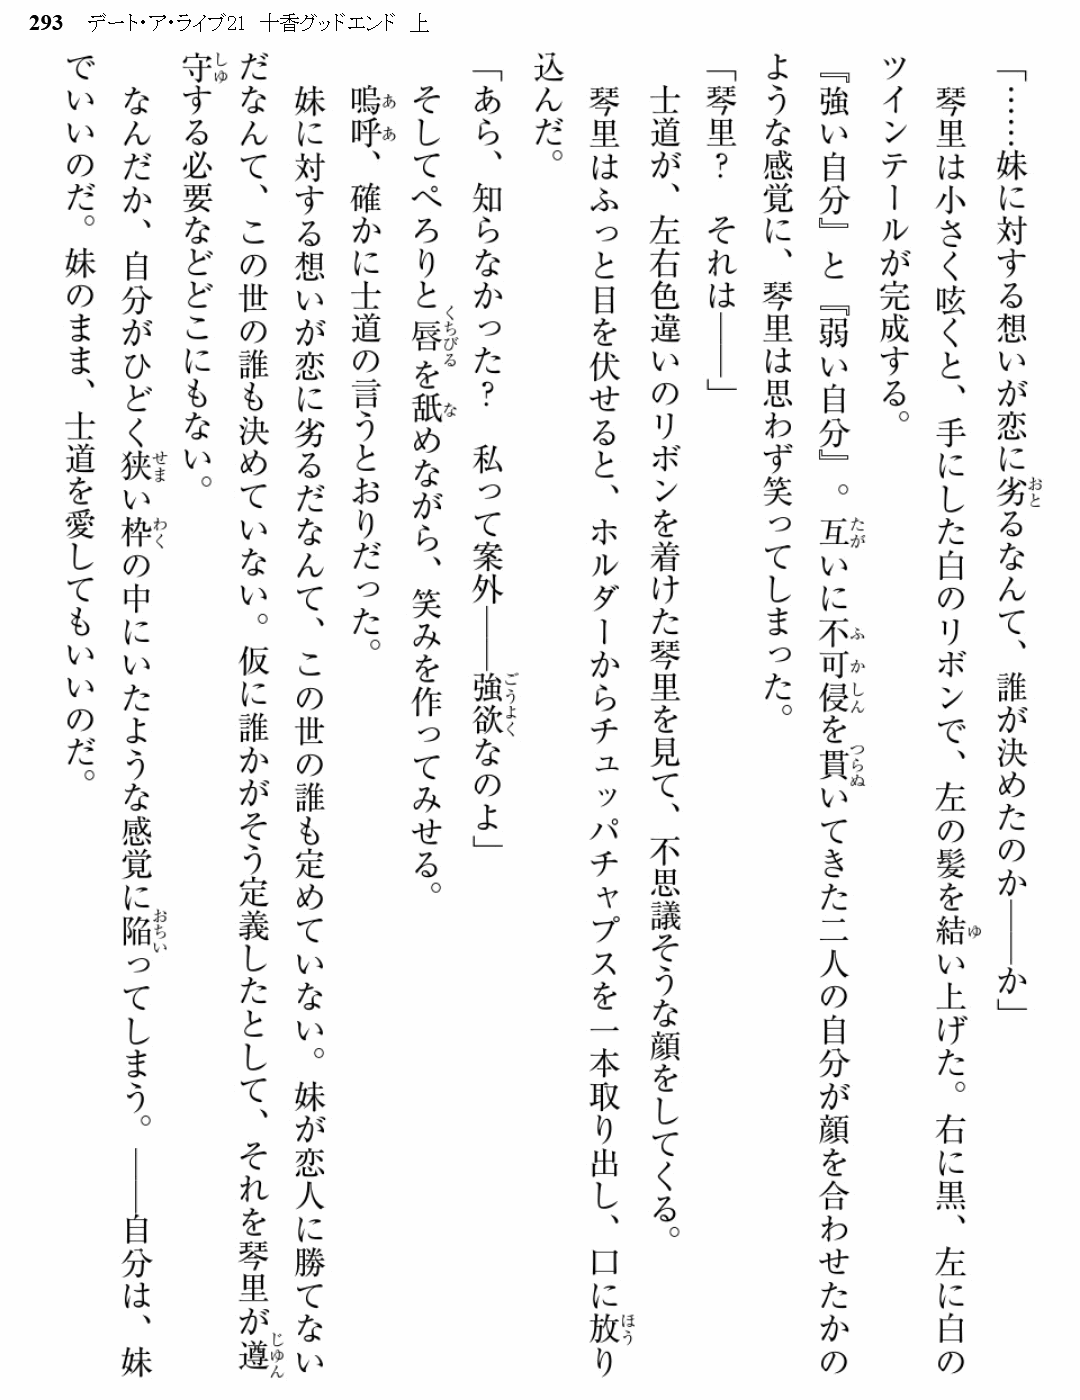 293 デート・ア・ライブ21 十香グッドエンド 上
「……妹に対する想いが恋に劣るなんて、誰が決めたのか――か」
琴里は小さく呟くと、手にした白のリボンで、左の髪を結い上げた。右に黒、左に白の
ツインテールが完成する。
『強い自分』と『弱い自分』。互いに不可侵を貫いてきた二人の自分が顔を合わせたかの
ような感覚に、琴里は思わず笑ってしまった。
「琴里? それは――」
士道が、左右色違いのリボンを着けた琴里を見て、不思議そうな顔をしてくる。
琴里はふっと目を伏せると、ホルダーからチュッパチャプスを一本取り出し、口に放り
込んだ。
「あら、知らなかった? 私って案外――強欲なのよ」
そしてぺろりと唇を舐めながら、笑みを作ってみせる。
嗚呼、確かに士道の言うとおりだった。
妹に対する想いが恋に劣るだなんて、この世の誰も定めていない。妹が恋人に勝てない
だなんて、この世の誰も決めていない。仮に誰かがそう定義したとして、それを琴里が遵
守する必要などどこにもない。
なんだか、自分がひどく狭い枠の中にいたような感覚に陥ってしまう。――自分は、妹
でいいのだ。妹のまま、士道を愛してもいいのだ。